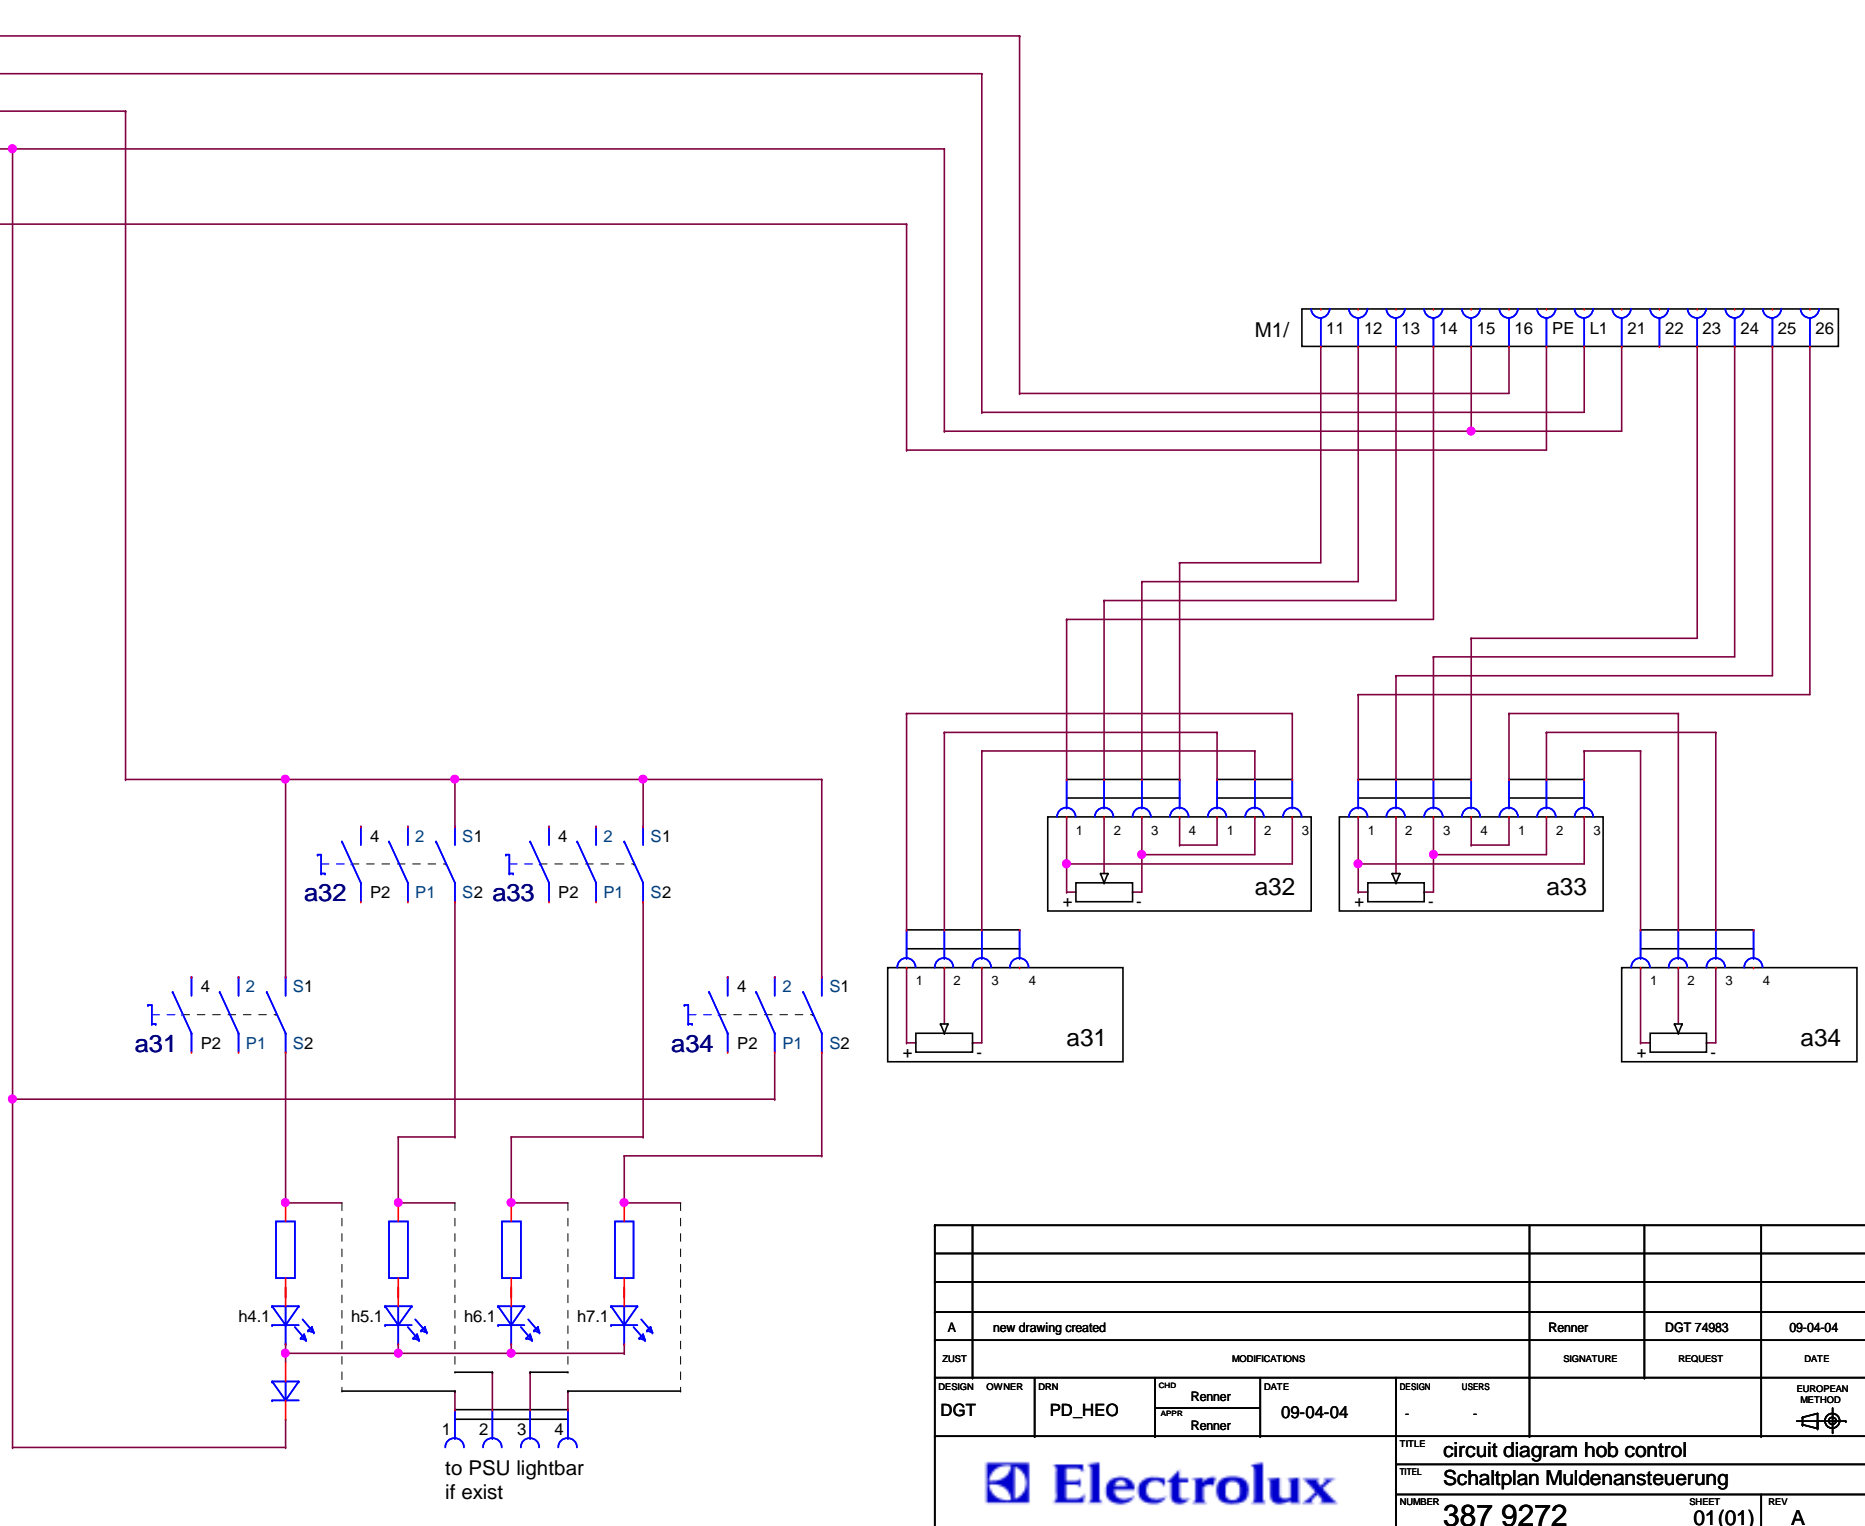 M1/ 11 12 13 14 15 16 PE L1 21 22 23 24 25 26
4 2 S1 4 2 S1
a32 P2 P1 S2 a33 P2 P1 S2
1 2 3 4 1 2 3
+ - a32
1 2 3 4 1 2 3
+ - a33
4 2 S1 4 2 S1
a31 P2 P1 S2 a34 P2 P1 S2
1 2 3 4
+ - a31
1 2 3 4
+ - a34
h4.1 h5.1 h6.1 h7.1
1 2 3 4
to PSU lightbar
if exist
A new drawing created Renner DGT 74983 09-04-04
ZUST MODIFICATIONS SIGNATURE REQUEST DATE
DESIGN OWNER DRN CHD Renner DATE DESIGN USERS EUROPEAN
METHOD
DGT PD_HEO APPR Renner 09-04-04 - -
TITLE circuit diagram hob control
TITEL Schaltplan Muldenansteuerung
Electrolux
NUMBER 387 9272 SHEET 01(01) REV A